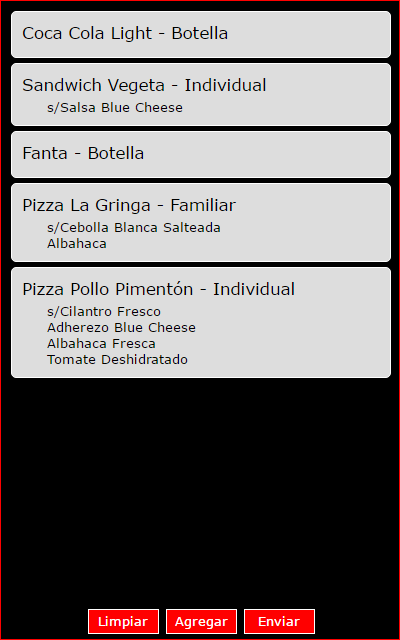 Coca Cola Light - Botella
Sandwich Vegeta - Individual
s/Salsa Blue Cheese
Fanta - Botella
Pizza La Gringa - Familiar
s/Cebolla Blanca Salteada
Albahaca
Pizza Pollo Pimentón - Individual
s/Cilantro Fresco
Adherezo Blue Cheese
Albahaca Fresca
Tomate Deshidratado
Limpiar Agregar Enviar